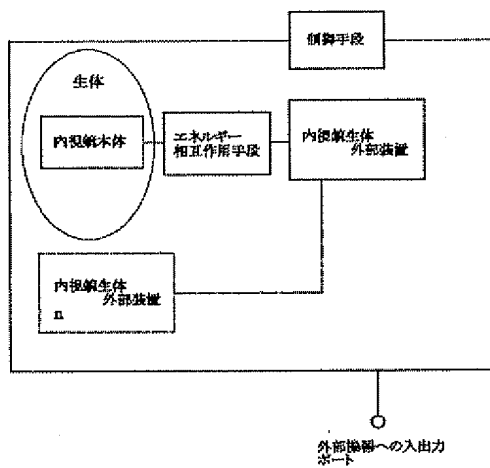 制御手段
生体
内視鏡本体
エネルギー
相互作用手段
内視鏡生体
外部装置
内視鏡生体
外部装置
n
外部機器への入出力
ポート